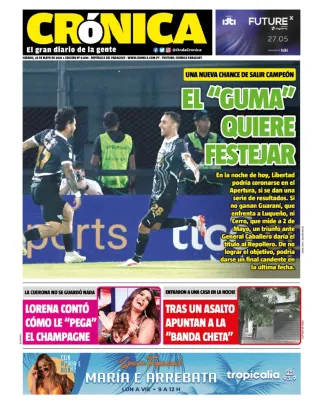 CRÓNICA
El gran diario de la gente
@OndaCronica
FUTURE X
27.05
UNA NUEVA CHANCE DE SALIR CAMPEÓN
EL "GUMA"
QUIERE
FESTEJAR
En la noche de hoy, Libertad
podría coronarse en el
Apertura, si se dan una
serie de resultados. Si
no ganan Guaraní, que
enfrenta a Luqueño, ni
Cerro, que mide a 2 de
Mayo, un triunfo ante
General Caballero daría el
título al Repollero. De no
lograr el objetivo, podría
darse un final candente en
la última fecha.
LA CUERONA NO SE GUARDÓ NADA
LORENA CONTÓ
CÓMO LE "PEGA"
EL CHAMPAGNE
ENTRARON A UNA CASA EN LA NOCHE
TRAS UN ASALTO
APUNTAN A LA
"BANDA CHETA"
MARÍA E ARREBATA
LUN A VIE • 9 A 12 H
tropicalia